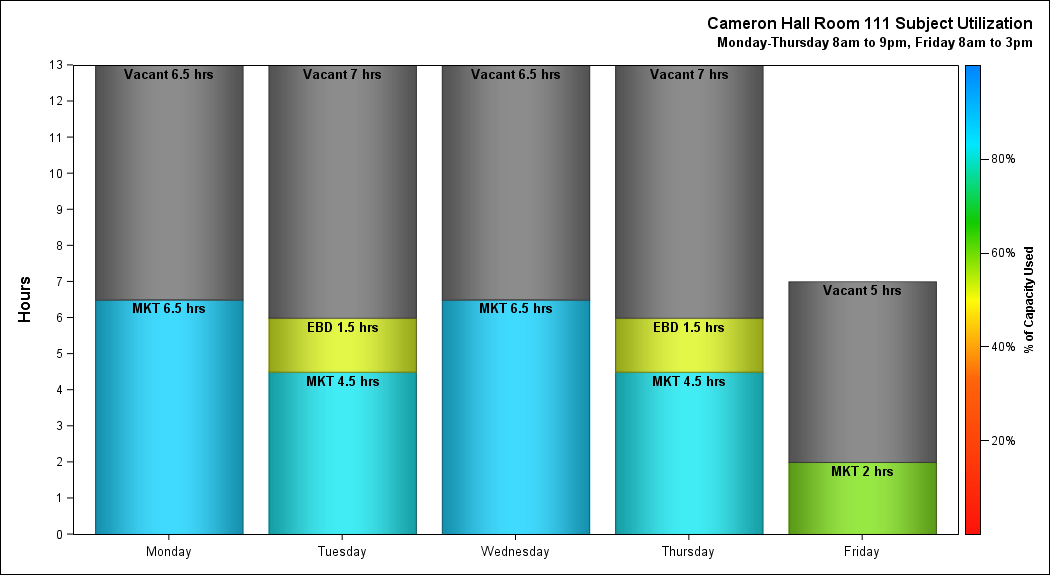 Cameron Hall Room 111 Subject Utilization
Monday-Thursday 8am to 9pm, Friday 8am to 3pm
Hours
13
12
11
10
9
8
7
6
5
4
3
2
1
0
Vacant 6.5 hrs
MKT 6.5 hrs
Vacant 7 hrs
EBD 1.5 hrs
MKT 4.5 hrs
Vacant 6.5 hrs
MKT 6.5 hrs
Vacant 7 hrs
EBD 1.5 hrs
MKT 4.5 hrs
Vacant 5 hrs
MKT 2 hrs
Monday
Tuesday
Wednesday
Thursday
Friday
80%
60%
40%
20%
% of Capacity Used